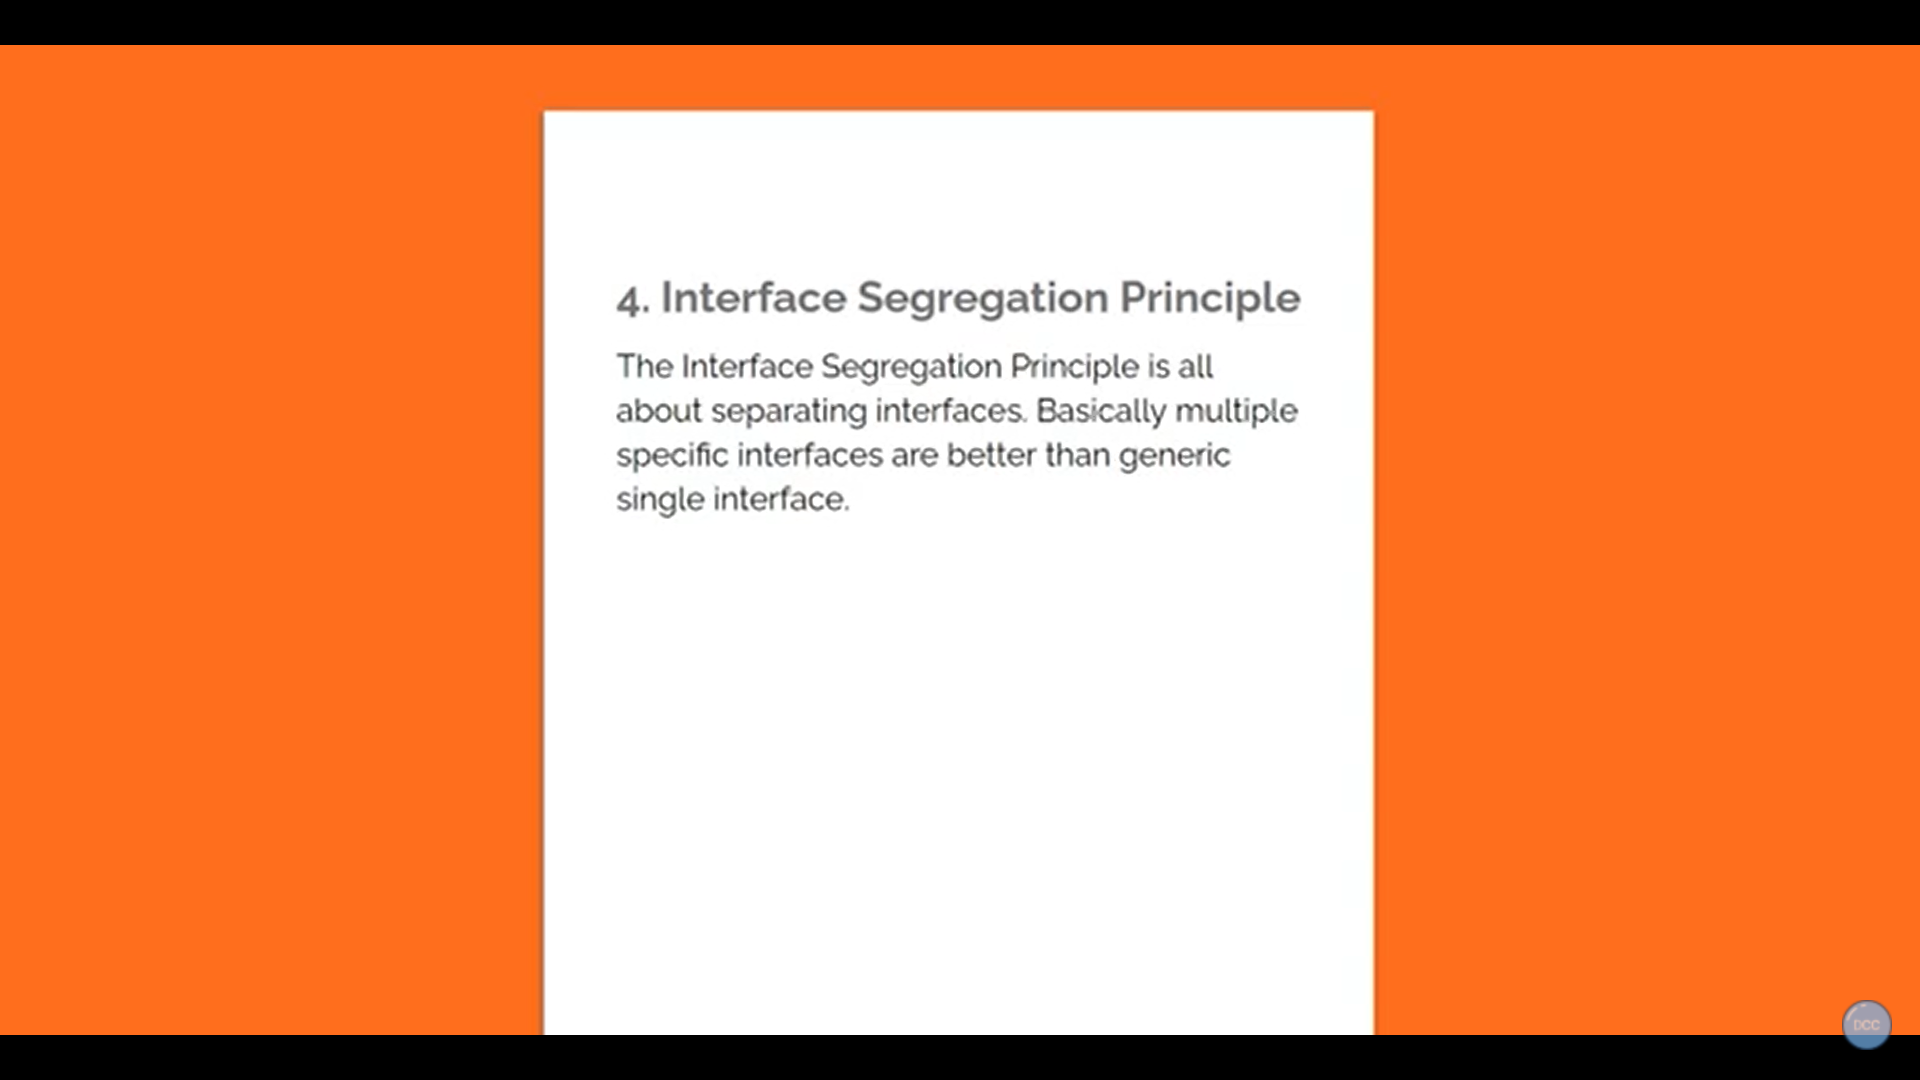 4. Interface Segregation Principle
The Interface Segregation Principle is all
about separating interfaces. Basically multiple
specific interfaces are better than generic
single interface.
DCC